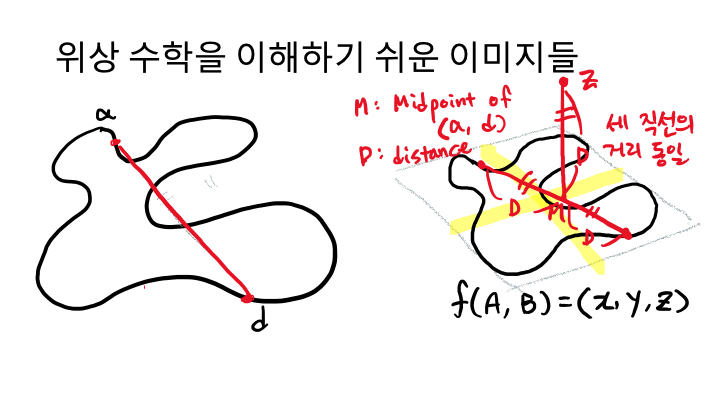 위상 수학을 이해하기 쉬운 이미지들
a
d
M: Midpoint of
(a, d)
D: distance
Z
세 직선의
거리 동일
D
D
M
D
f(A, B) = (x, y, z)